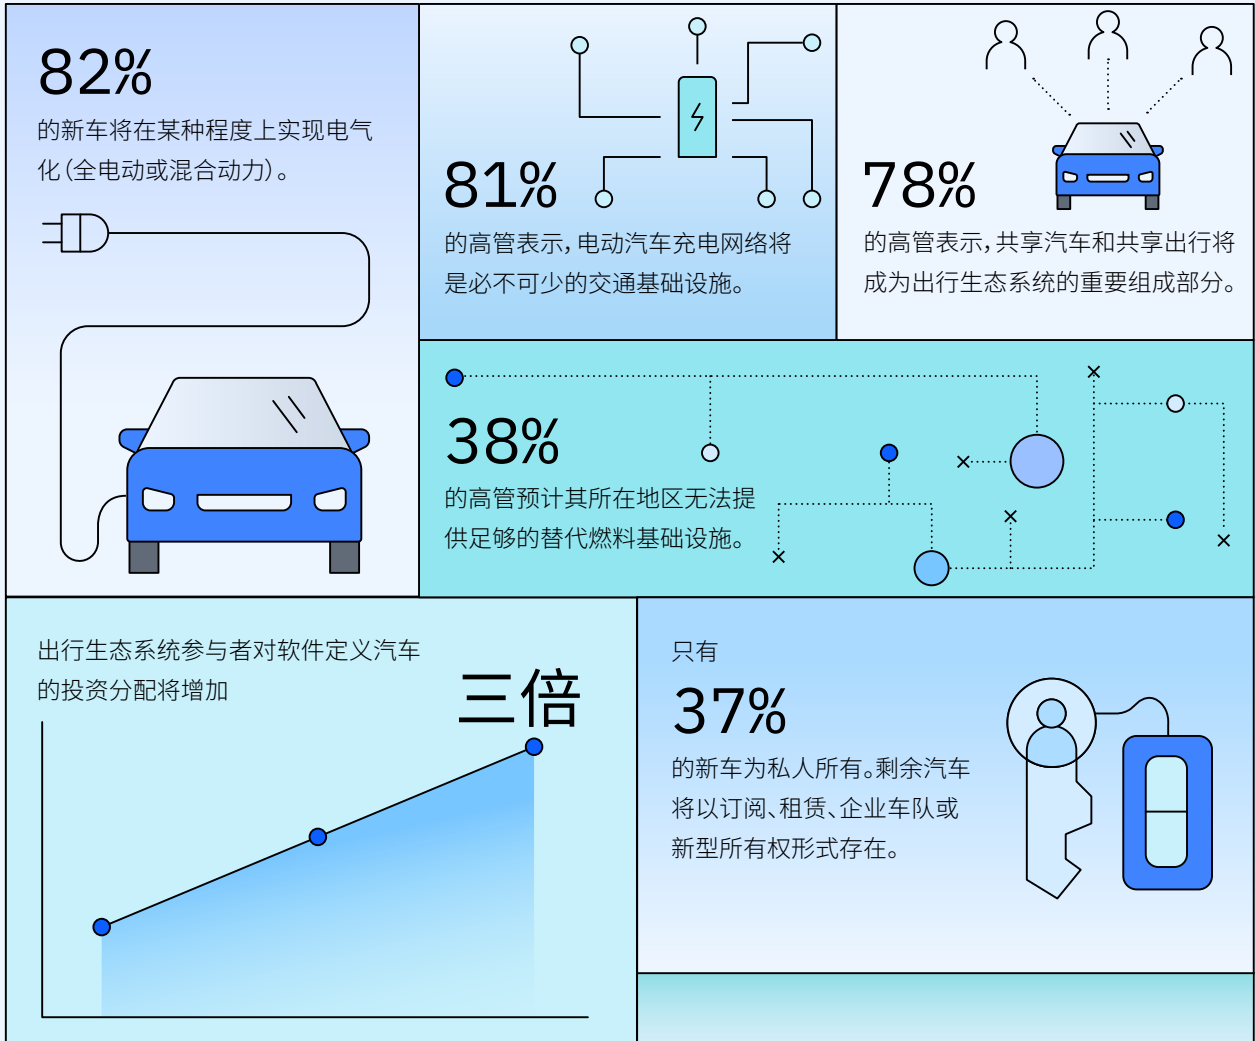 82%
的新车将在某种程度上实现电气
化（全电动或混合动力）。
81%
的高管表示，电动汽车充电网络将
是必不可少的交通基础设施。
78%
的高管表示，共享汽车和共享出行将
成为出行生态系统的重要组成部分。
38%
的高管预计其所在地区无法提
供足够的替代燃料基础设施。
出行生态系统参与者对软件定义汽车
的投资分配将增加
三倍
只有
37%
的新车为私人所有。剩余汽车
将以订阅、租赁、企业车队或
新型所有权形式存在。